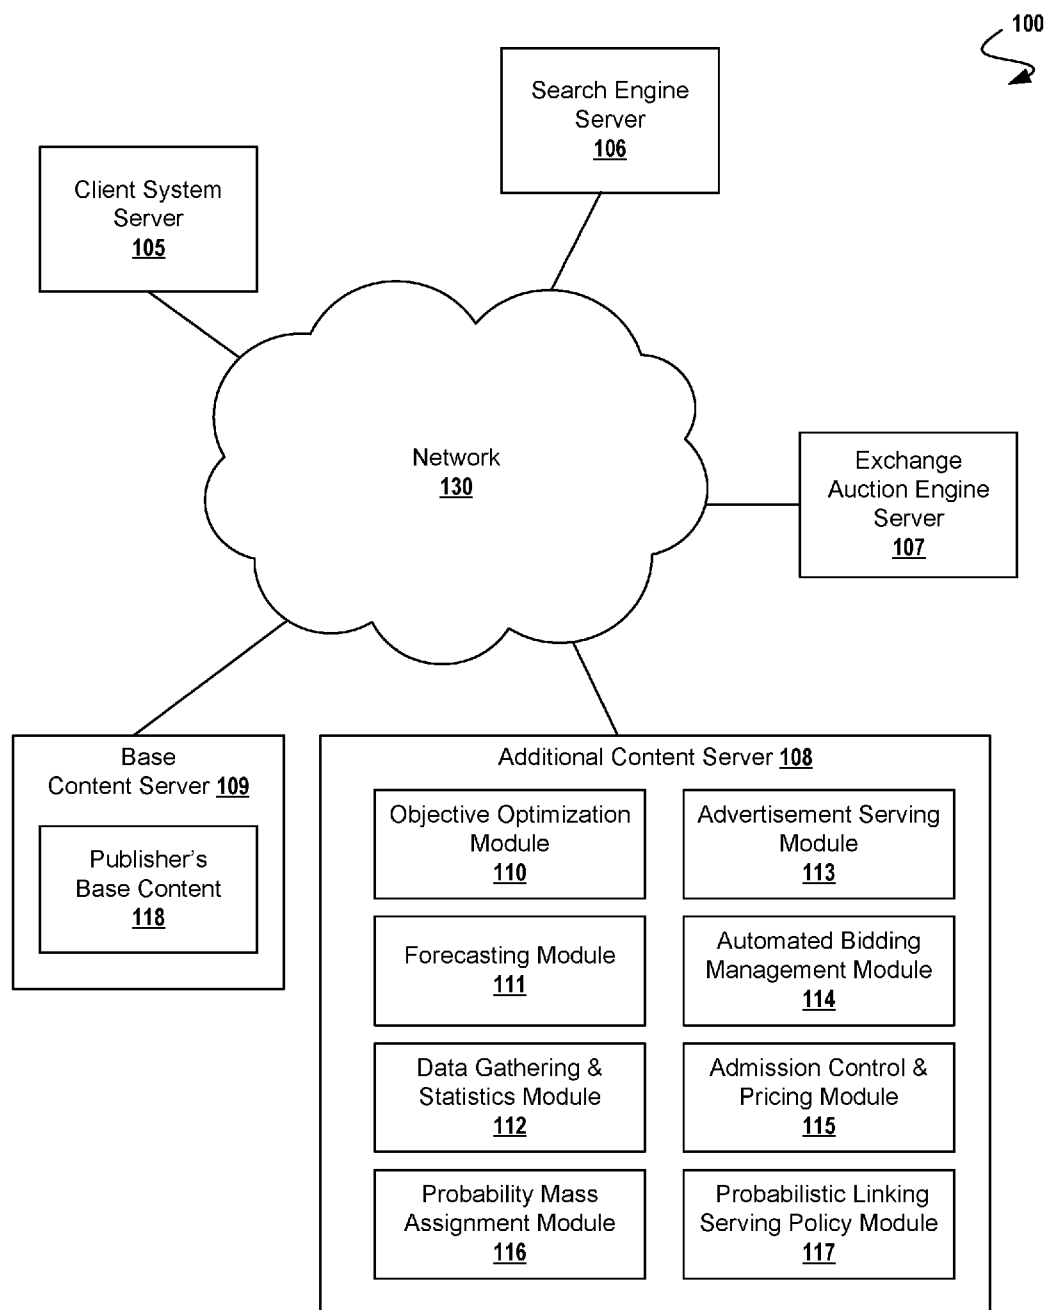 100
Search Engine
Server
106
Client System
Server
105
Network
130
Exchange
Auction Engine
Server
107
Base
Content Server 109
Publisher's
Base Content
118
Additional Content Server 108
Objective Optimization
Module
110
Advertisement Serving
Module
113
Forecasting Module
111
Automated Bidding
Management Module
114
Data Gathering &
Statistics Module
112
Admission Control &
Pricing Module
115
Probability Mass
Assignment Module
116
Probabilistic Linking
Serving Policy Module
117